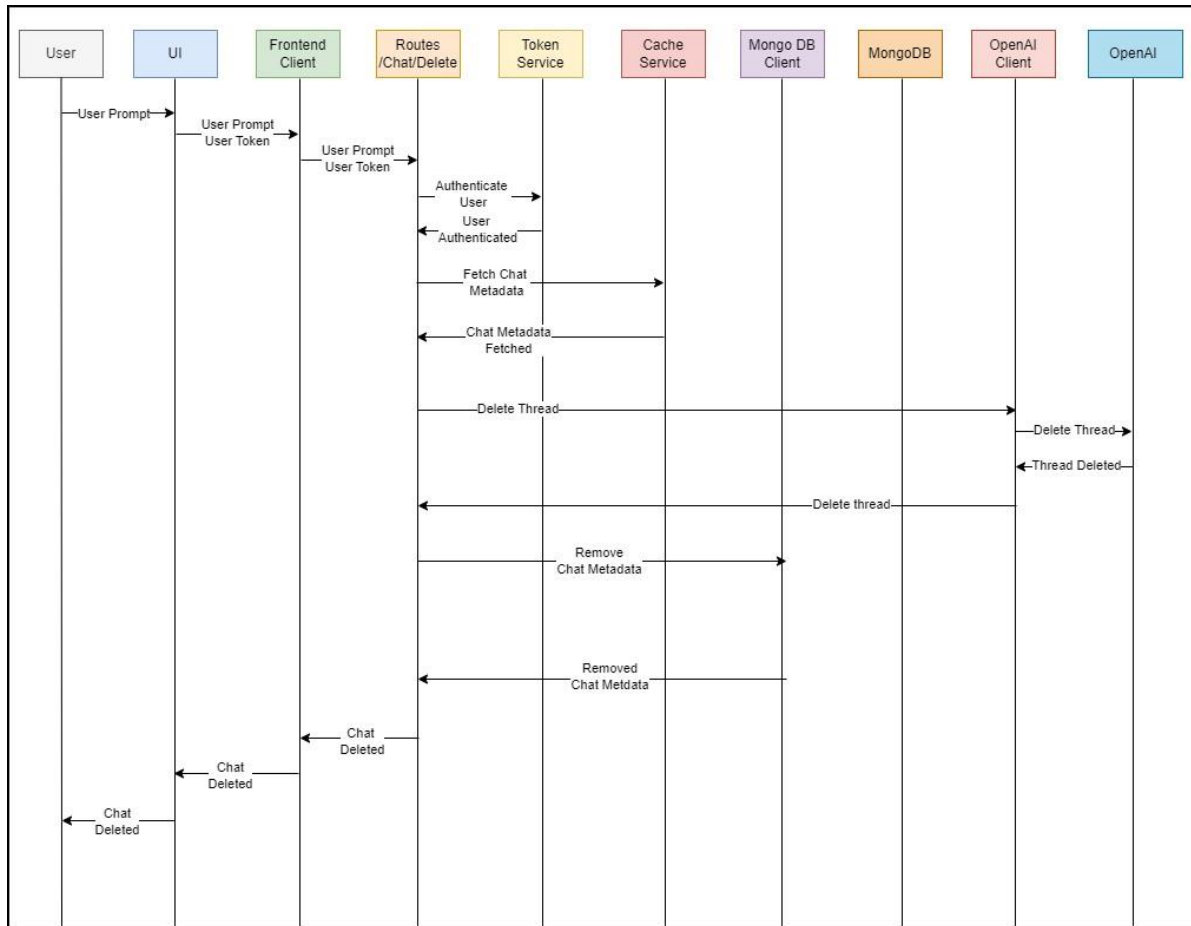 User
UI
Frontend
Client
Routes
/Chat/Delete
Token
Service
Cache
Service
Mongo DB
Client
MongoDB
OpenAI
Client
OpenAI
User Prompt
User Prompt
User Token
User Prompt
User Token
Authenticate
User
User
Authenticated
Fetch Chat
Metadata
Chat Metadata
Fetched
Delete Thread
Delete Thread
Thread Deleted
Delete thread
Remove
Chat Metadata
Removed
Chat Metdata
Chat
Deleted
Chat
Deleted
Chat
Deleted